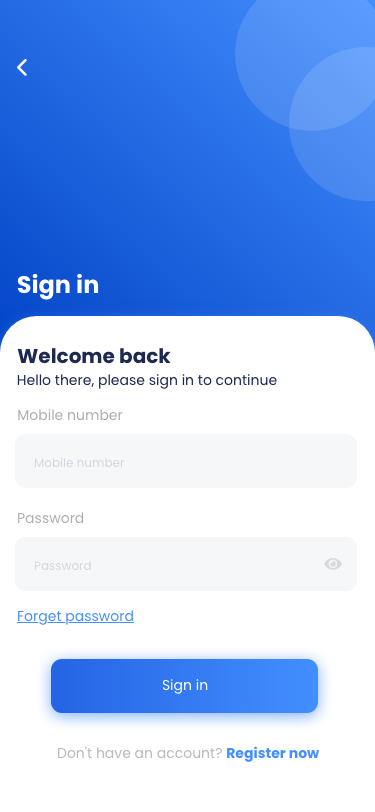 Sign in
Welcome back
Hello there, please sign in to continue
Mobile number
Mobile number
Password
Password
Forget password
Sign in
Don't have an account? Register now